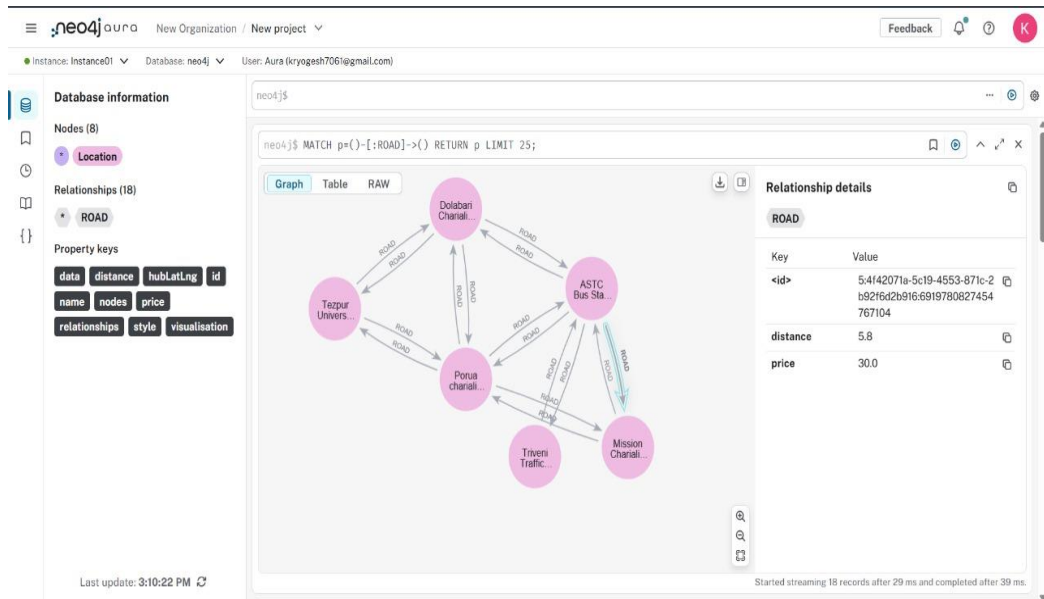 neo4j aura New Organization / New project Feedback K
Instance: Instance01 Database: neo4j User: Aura (kryogesh7061@gmail.com)
Database information
Nodes (8)
* Location
Relationships (18)
* ROAD
Property keys
data distance hubLatLng id
name nodes price
relationships style visualisation
Last update: 3:10:22 PM
neo4j$
neo4j$ MATCH p=()-[:ROAD]->() RETURN p LIMIT 25;
Graph Table RAW
Dolabari
Chariali...
ROAD
ROAD
ROAD
ROAD
ROAD
ROAD
Tezpur
Univers...
ASTC
Bus Sta...
ROAD
ROAD
ROAD
ROAD
Porua
chariali...
ROAD
ROAD
ROAD
ROAD
ROAD
ROAD
Triveni
Traffic...
Mission
Chariali...
Relationship details
ROAD
Key Value
<id> 5:4f42071a-5c19-4553-871c-2
b92f6d2b916:6919780827454
767104
distance 5.8
price 30.0
Started streaming 18 records after 29 ms and completed after 39 ms.